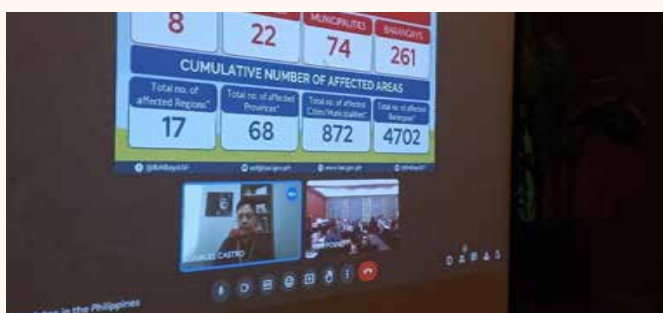 MUNICIPALITIES
BARANGAYS
8
22
74
261
CUMULATIVE NUMBER OF AFFECTED AREAS
Total no. of
affected Regions*
Total no. of affected
Provinces*
Total no. of affected
Cities/Municipalities*
Total no. of affected
Barangays*
17
68
872
4702
SAMUEL CASTRO
in the Philippines